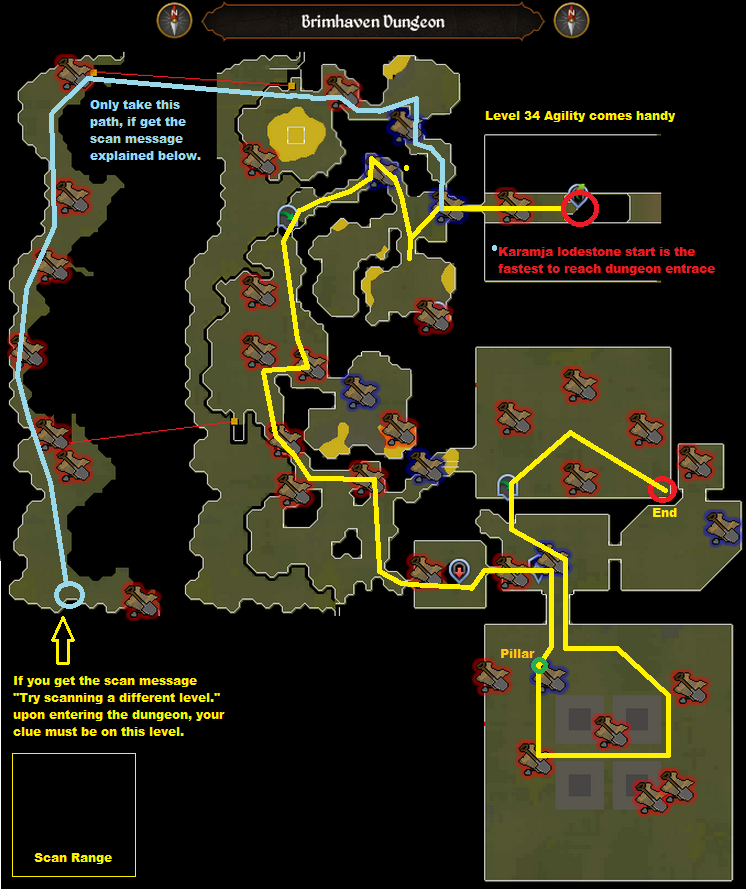 Brimhaven Dungeon
Only take this
path, if get the
scan message
explained below.
Level 34 Agility comes handy
Karamja lodestone start is the
fastest to reach dungeon entrace
End
Pillar
If you get the scan message
"Try scanning a different level."
upon entering the dungeon, your
clue must be on this level.
Scan Range